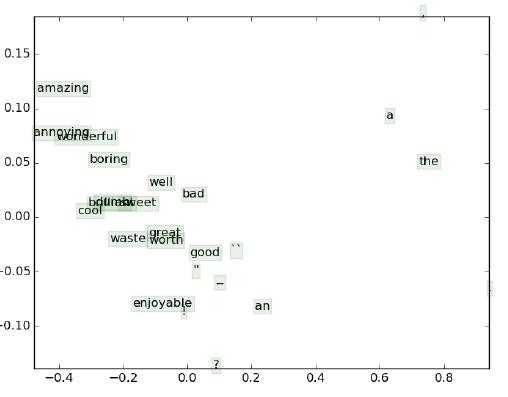 ,
0.15
amazing
0.10
a
annoying
wonderful
0.05
boring
the
well
bad
dumb
sweet
0.00
cool
great
waste
worth
good
``
"
−0.05
--
.
enjoyable
!
an
−0.10
?
−0.4 −0.2 0.0 0.2 0.4 0.6 0.8